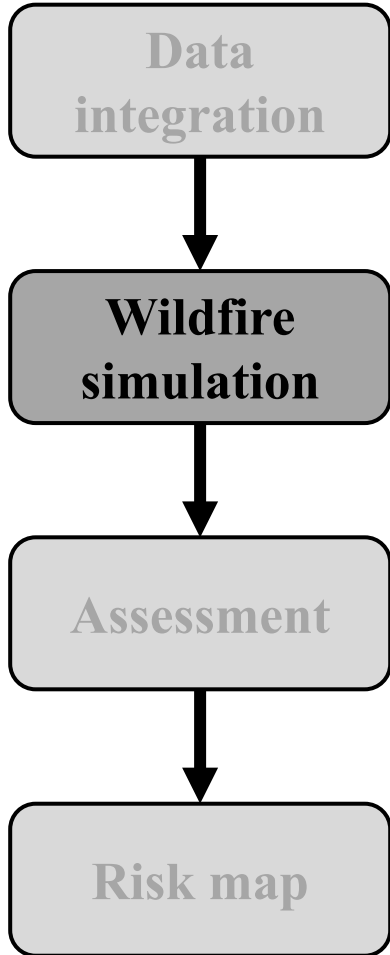 Data
integration
Wildfire
simulation
Assessment
Risk map